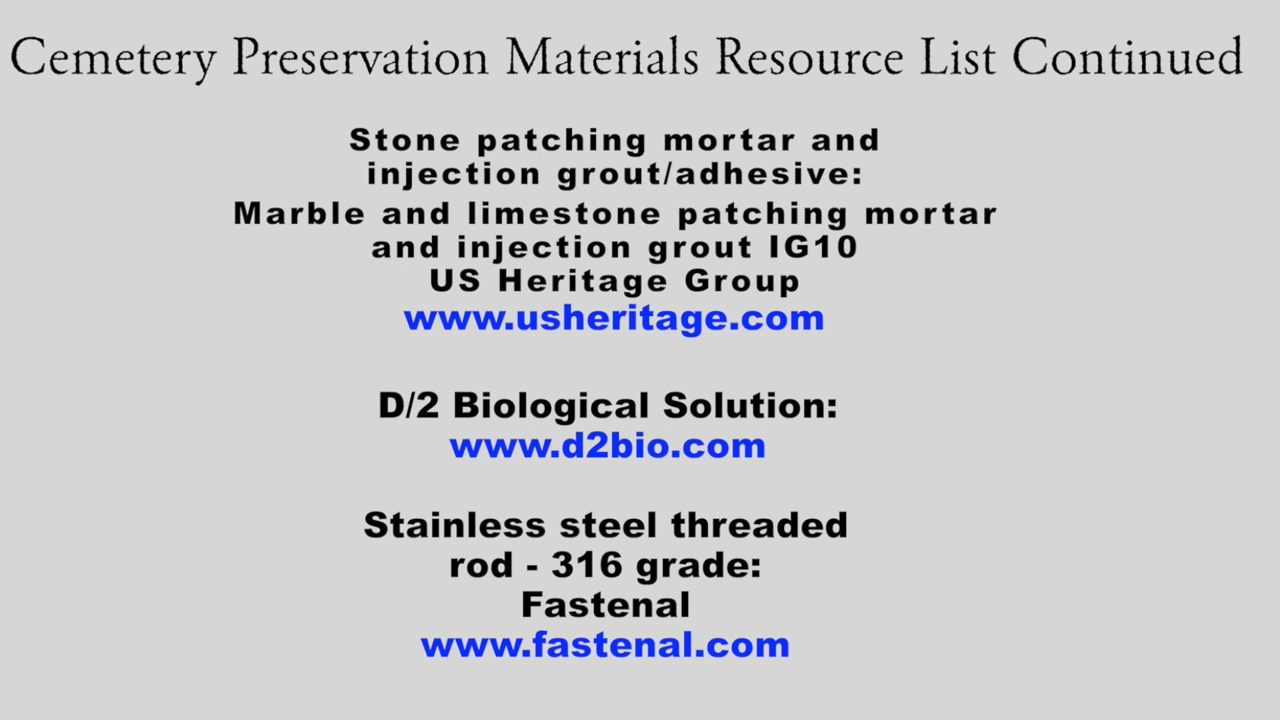 Cemetery Preservation Materials Resource List Continued
Stone patching mortar and
injection grout/adhesive:
Marble and limestone patching mortar
and injection grout IG10
US Heritage Group
www.usheritage.com
D/2 Biological Solution:
www.d2bio.com
Stainless steel threaded
rod - 316 grade:
Fastenal
www.fastenal.com